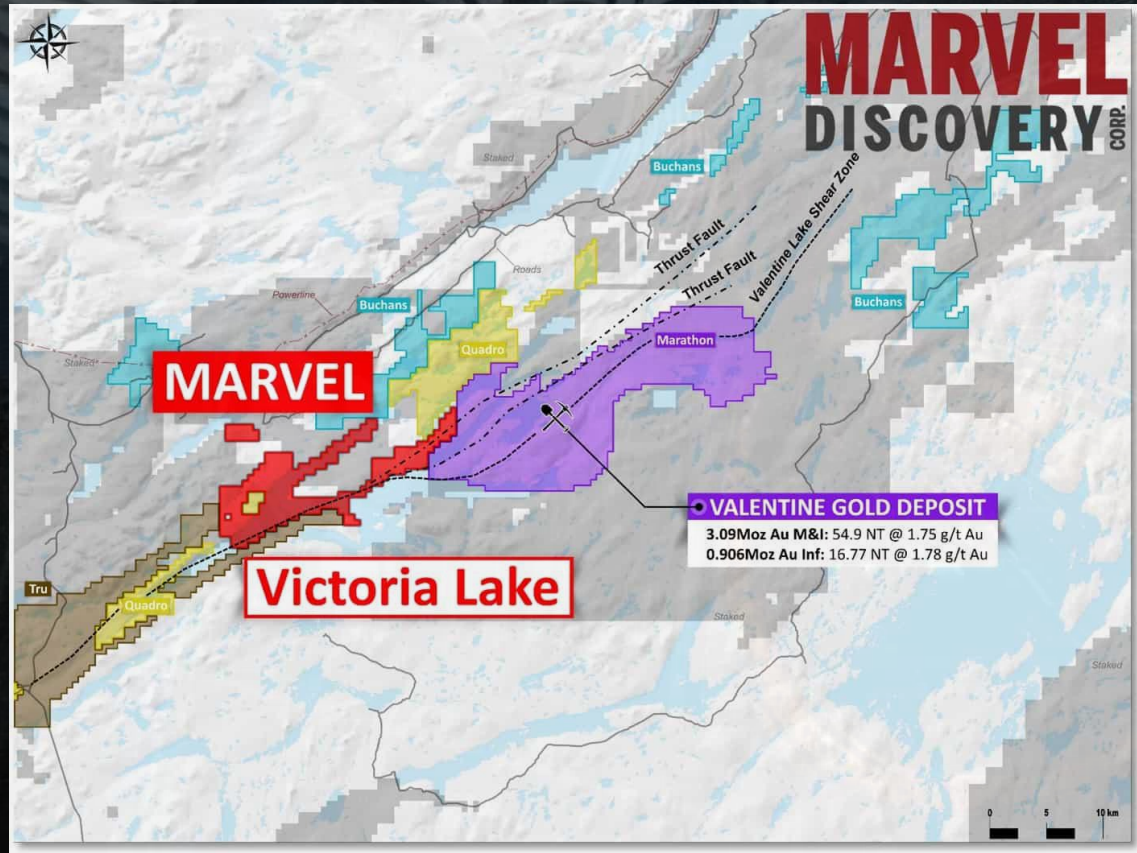 MARVEL
DISCOVERY
CORP.
Staked
Buchans
Thrust Fault
Thrust Fault
Valentine Lake Shear Zone
Roads
Powerline
Buchans
Buchans
Quadro
Marathon
Staked
MARVEL
VALENTINE GOLD DEPOSIT
3.09Moz Au M&I: 54.9 NT @ 1.75 g/t Au
0.906Moz Au Inf: 16.77 NT @ 1.78 g/t Au
Victoria Lake
Tru
Quadro
Staked
Staked
0 5 10 km